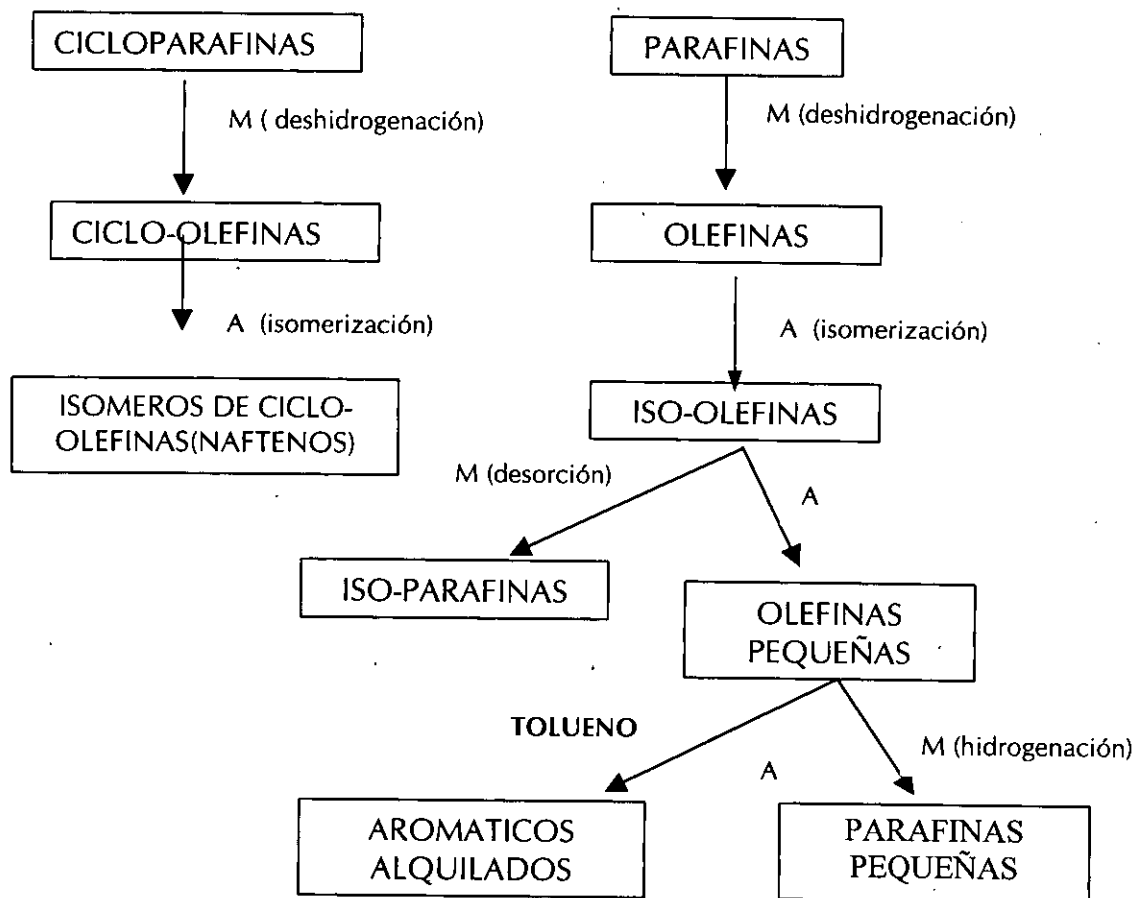 CICLOPARAFINAS
PARAFINAS
M ( deshidrogenación)
M (deshidrogenación)
CICLO-OLEFINAS
OLEFINAS
A (isomerización)
A (isomerización)
ISOMEROS DE CICLO-
OLEFINAS(NAFTENOS)
ISO-OLEFINAS
M (desorción)
A
ISO-PARAFINAS
OLEFINAS
PEQUEÑAS
TOLUENO
A
M (hidrogenación)
AROMATICOS
ALQUILADOS
PARAFINAS
PEQUEÑAS